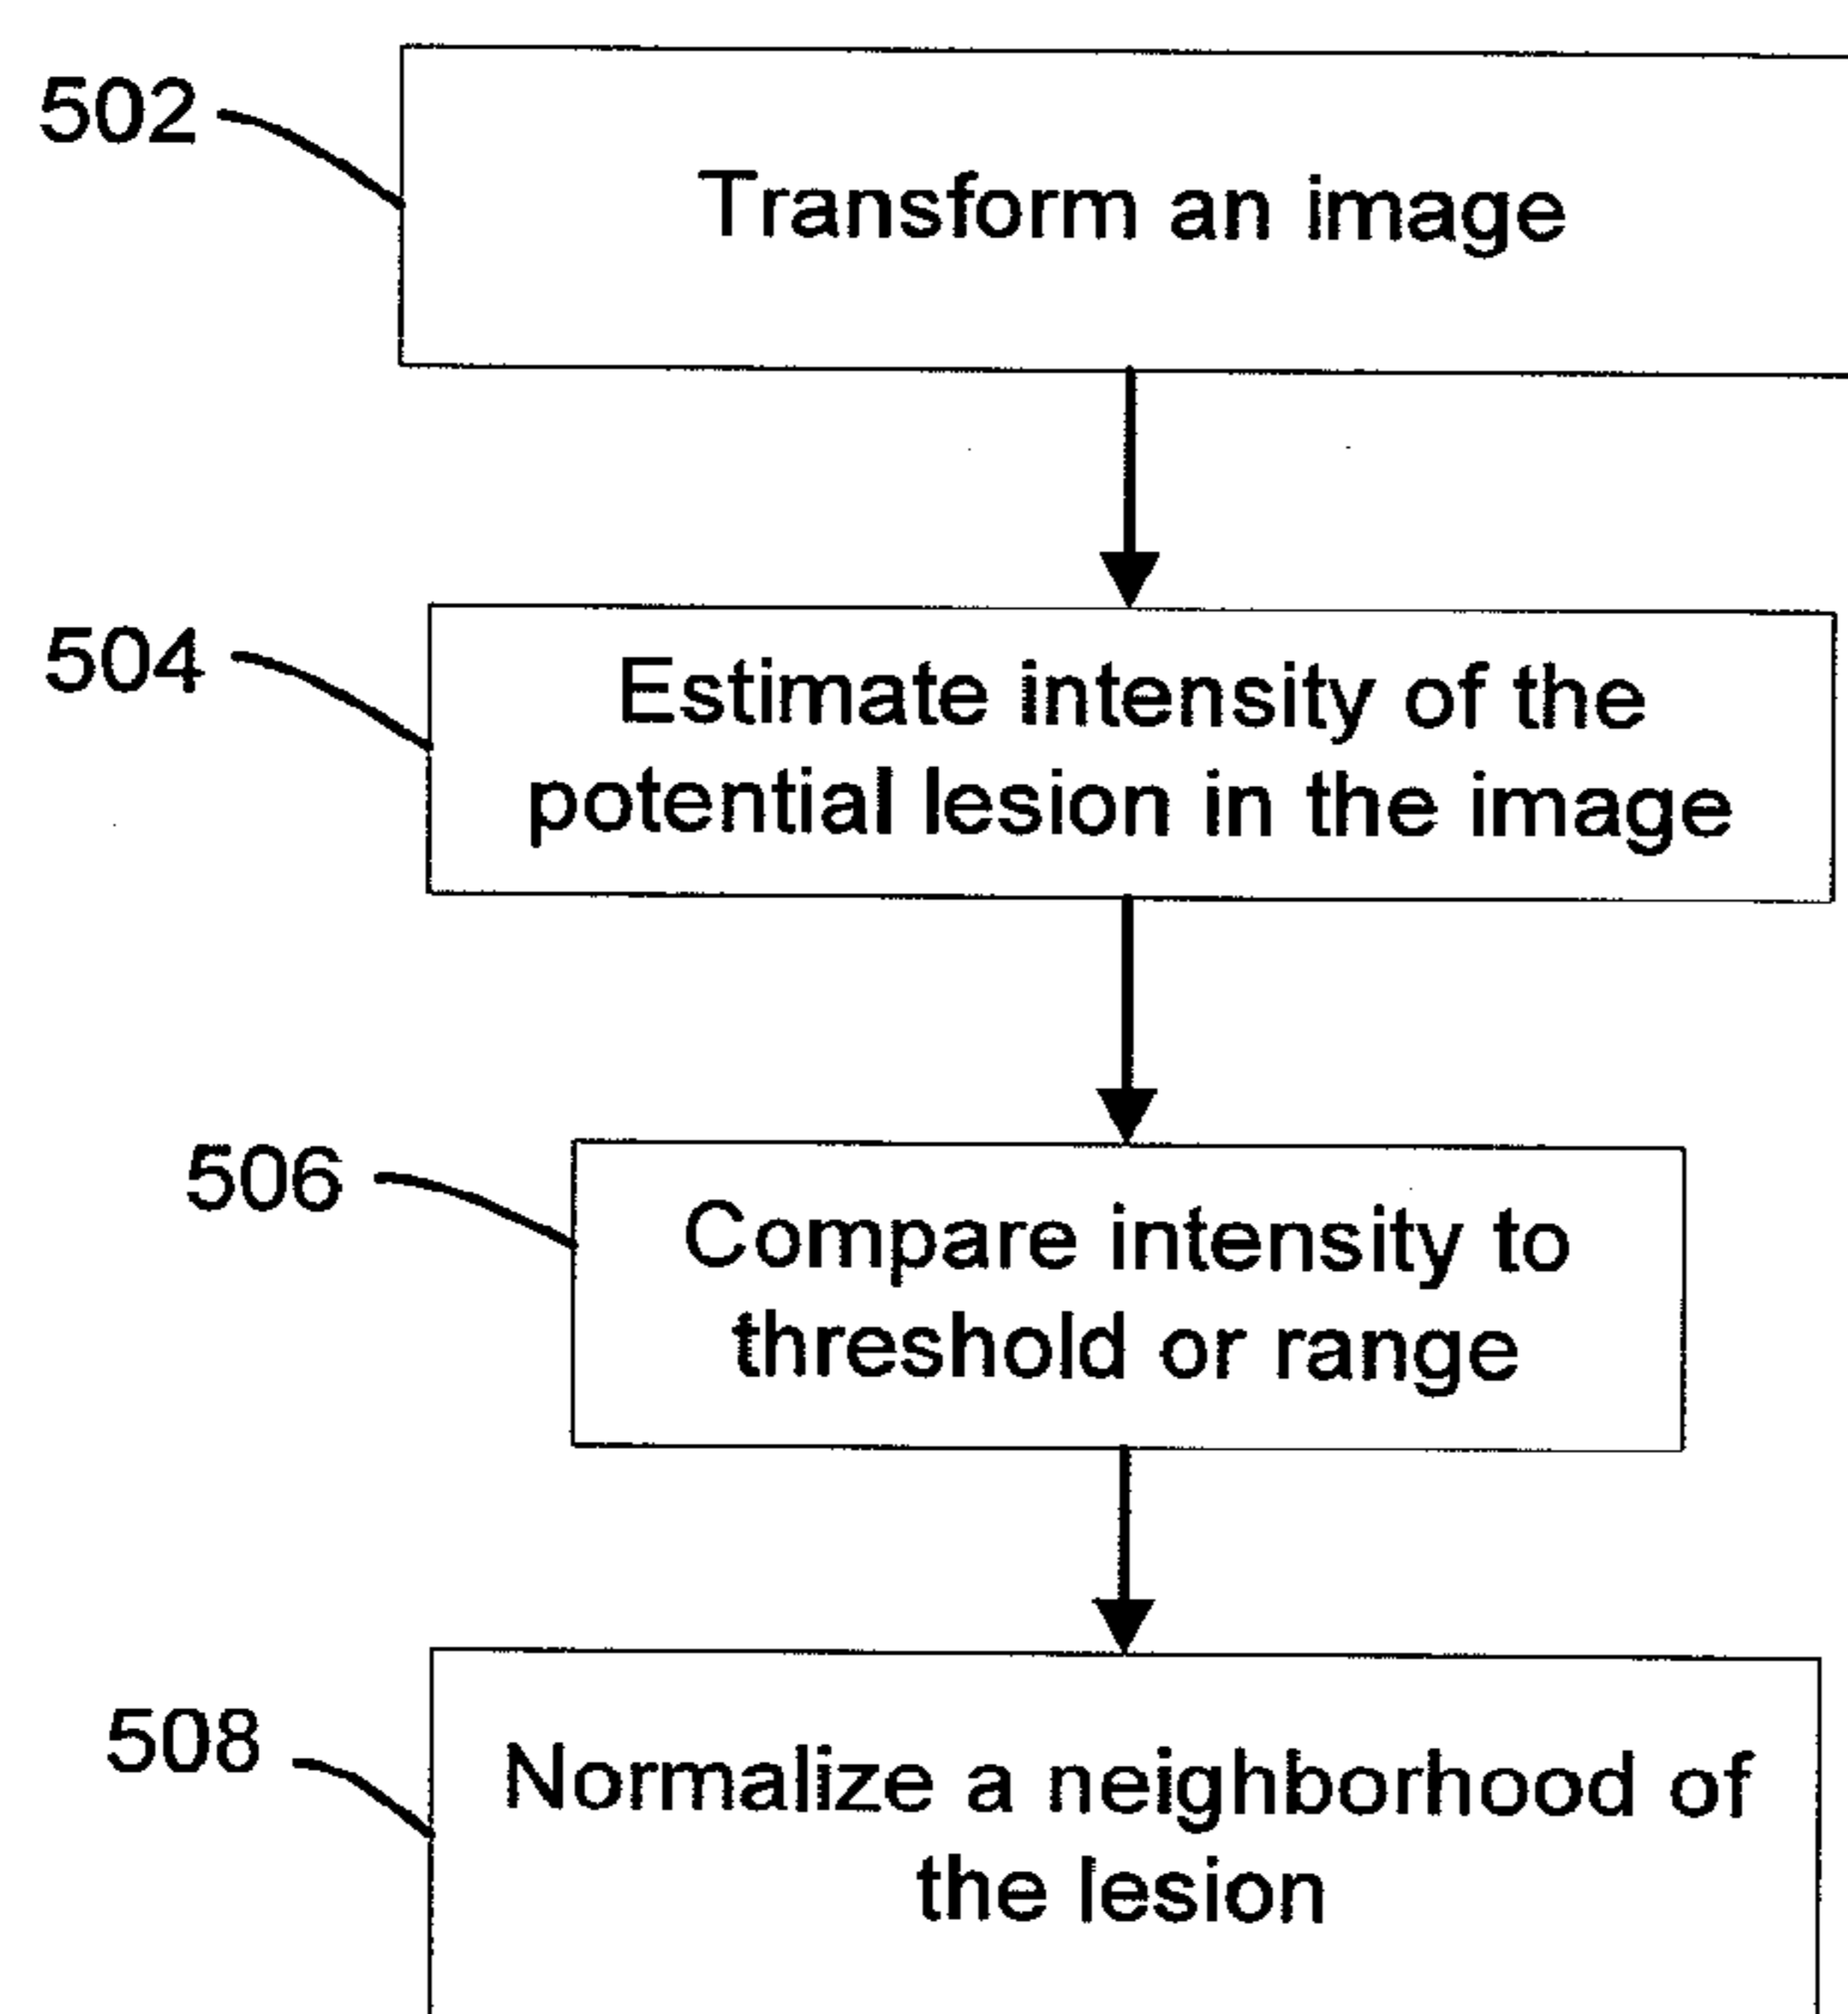 502
Transform an image
504
Estimate intensity of the
potential lesion in the image
506
Compare intensity to
threshold or range
508
Normalize a neighborhood of
the lesion